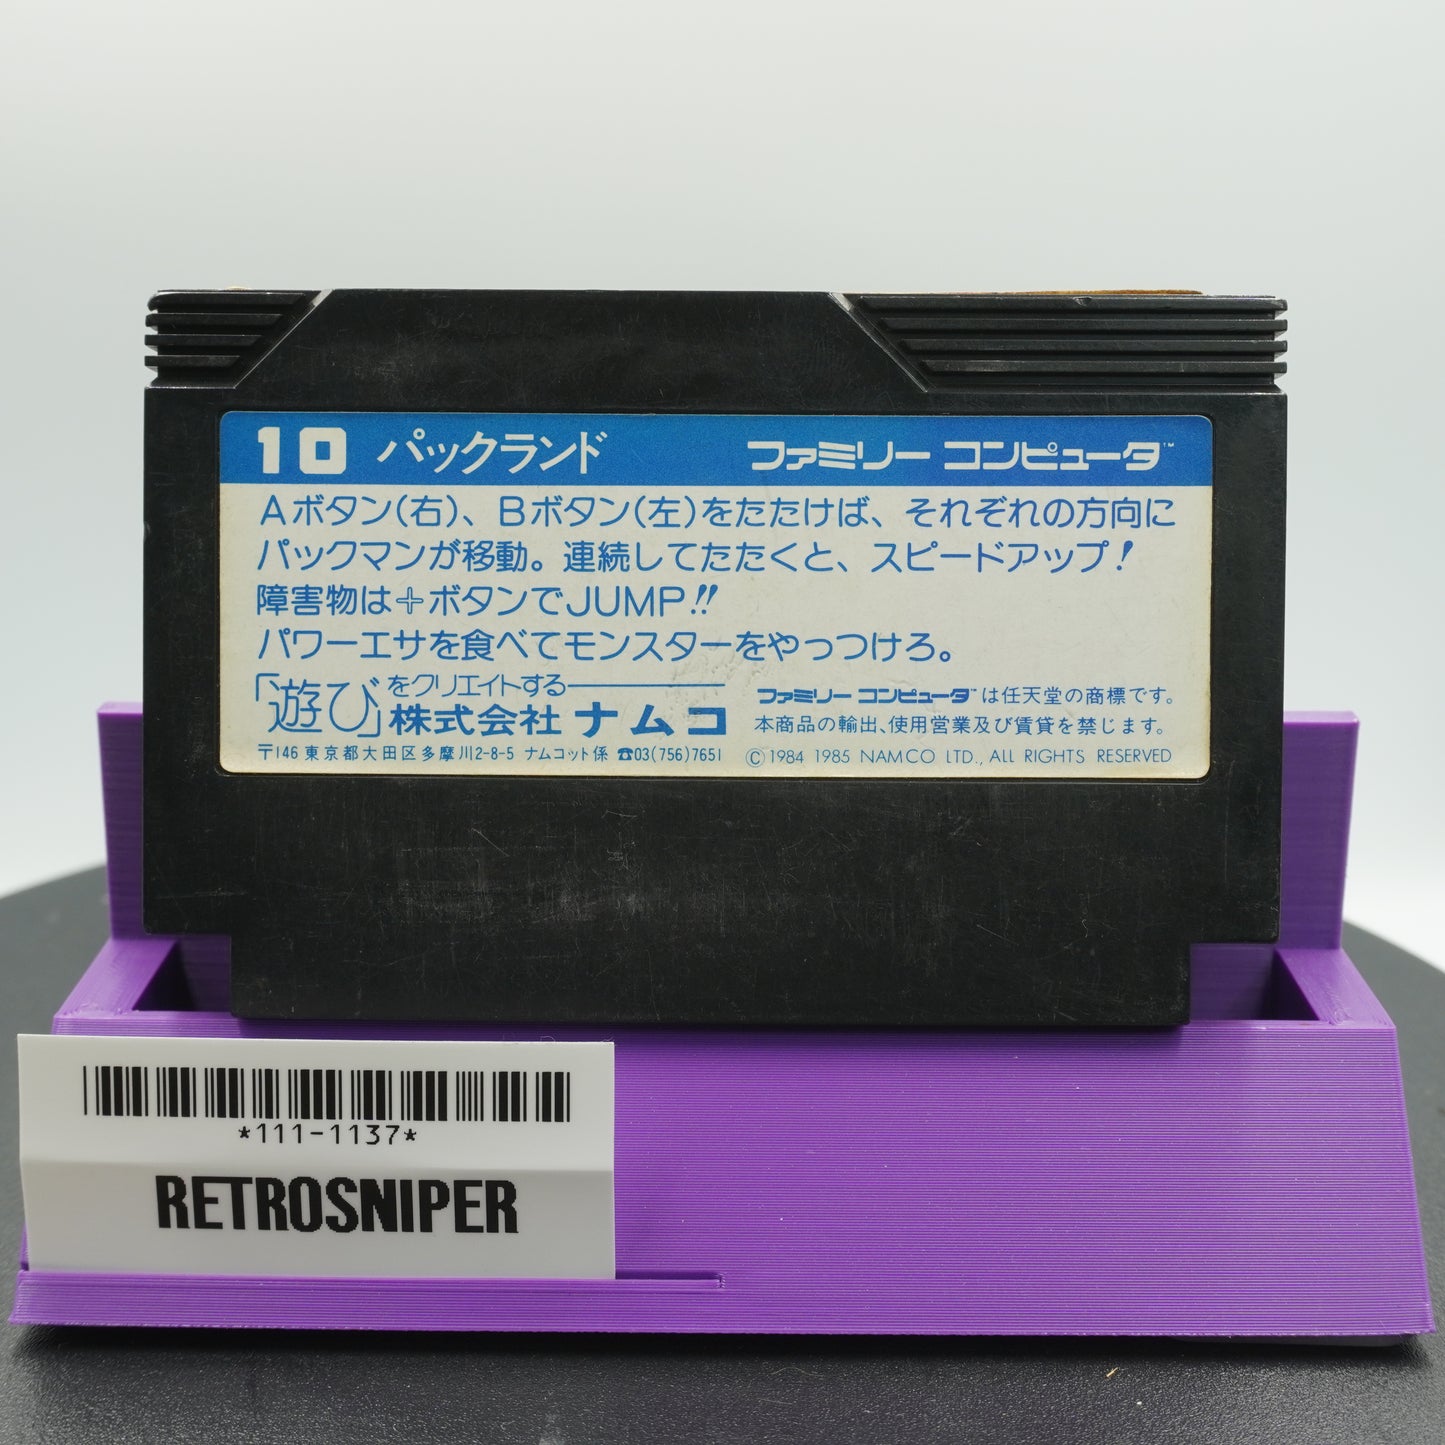 10 パックランド ファミリー コンピュータ™
Aボタン(右)、Bボタン(左)をたたけば、それぞれの方向に
パックマンが移動。連続してたたくと、スピードアップ!
障害物は✛ボタンでJUMP!!
パワーエサを食べてモンスターをやっつけろ。
「遊び」をクリエイトする
株式会社 ナムコ
〒146 東京都大田区多摩川2-8-5 ナムコット係 ☎03(756)7651
ファミリー コンピュータ™は任天堂の商標です。
本商品の輸出、使用営業及び賃貸を禁じます。
©1984 1985 NAMCO LTD., ALL RIGHTS RESERVED
*111-1137*
RETROSNIPER